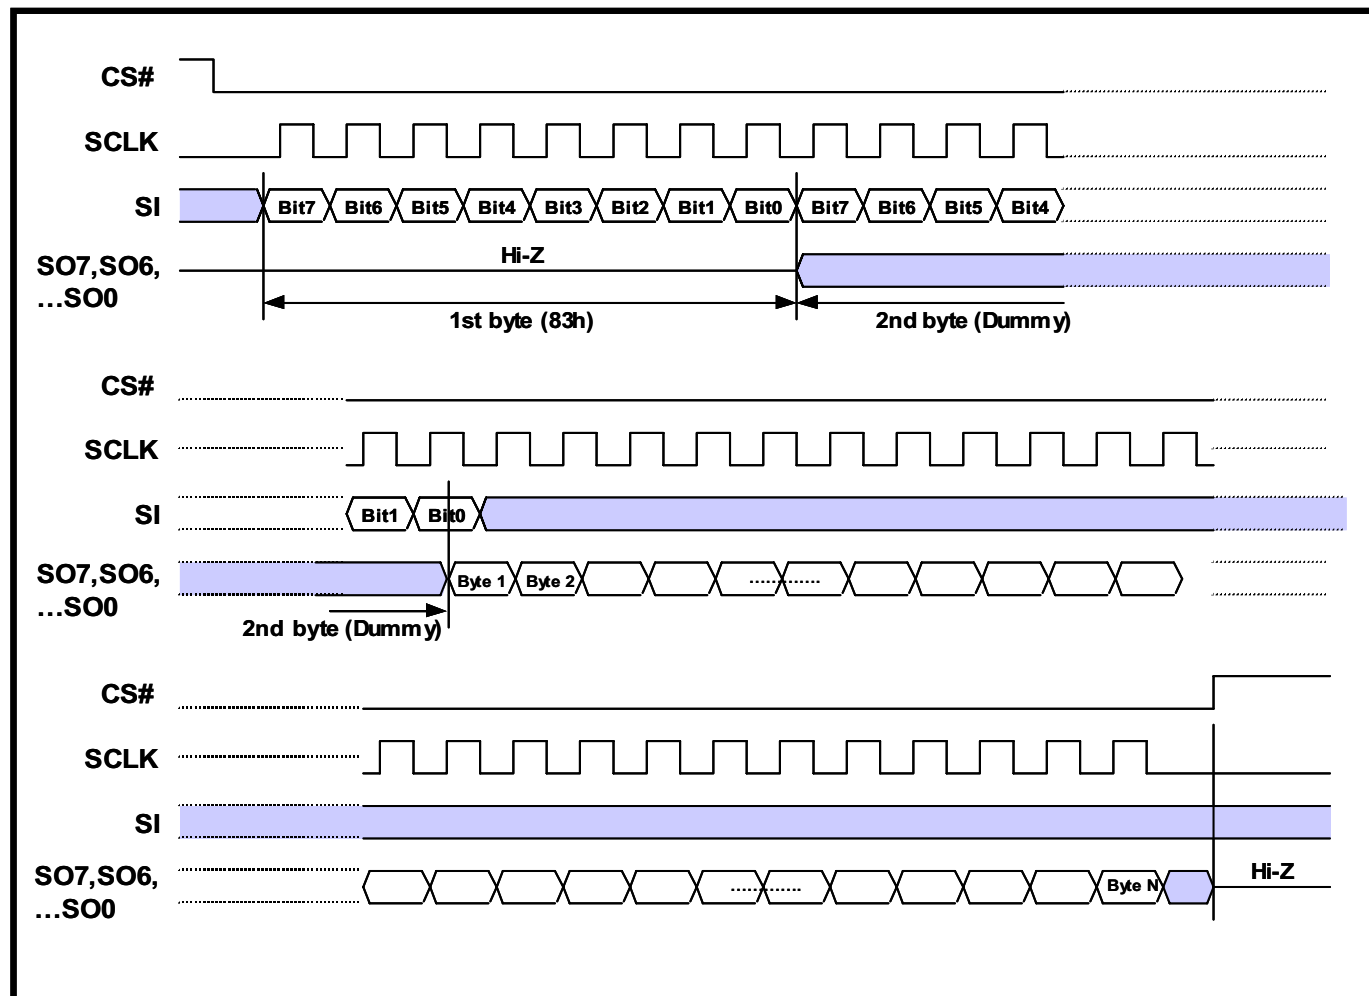 CS#
SCLK
SI Bit7 Bit6 Bit5 Bit4 Bit3 Bit2 Bit1 Bit0 Bit7 Bit6 Bit5 Bit4
Hi-Z
SO7,SO6,
...SO0
1st byte (83h) 2nd byte (Dummy)
CS#
SCLK
SI Bit1 Bit0
SO7,SO6, Byte 1 Byte 2
...SO0
2nd byte (Dummy)
CS#
SCLK
SI
SO7,SO6, Byte N Hi-Z
...SO0